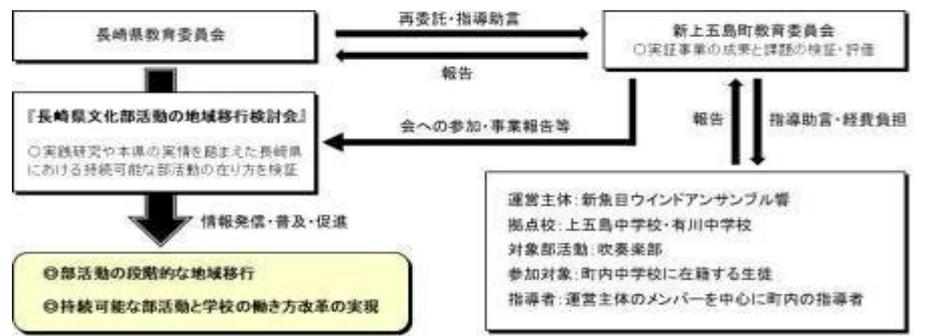 長崎県教育委員会
再委託・指導助言
報告
新上五島町教育委員会
○実証事業の成果と課題の検証・評価
『長崎県文化部活動の地域移行検討会』
○実践研究や本県の実情を踏まえた長崎県
における持続可能な部活動の在り方を検証
会への参加・事業報告等
報告
指導助言・経費負担
情報発信・普及・促進
◎部活動の段階的な地域移行
◎持続可能な部活動と学校の働き方改革の実現
運営主体：新魚目ウインドアンサンブル響
拠点校：上五島中学校・有川中学校
対象部活動：吹奏楽部
参加対象：町内中学校に在籍する生徒
指導者：運営主体のメンバーを中心に町内の指導者